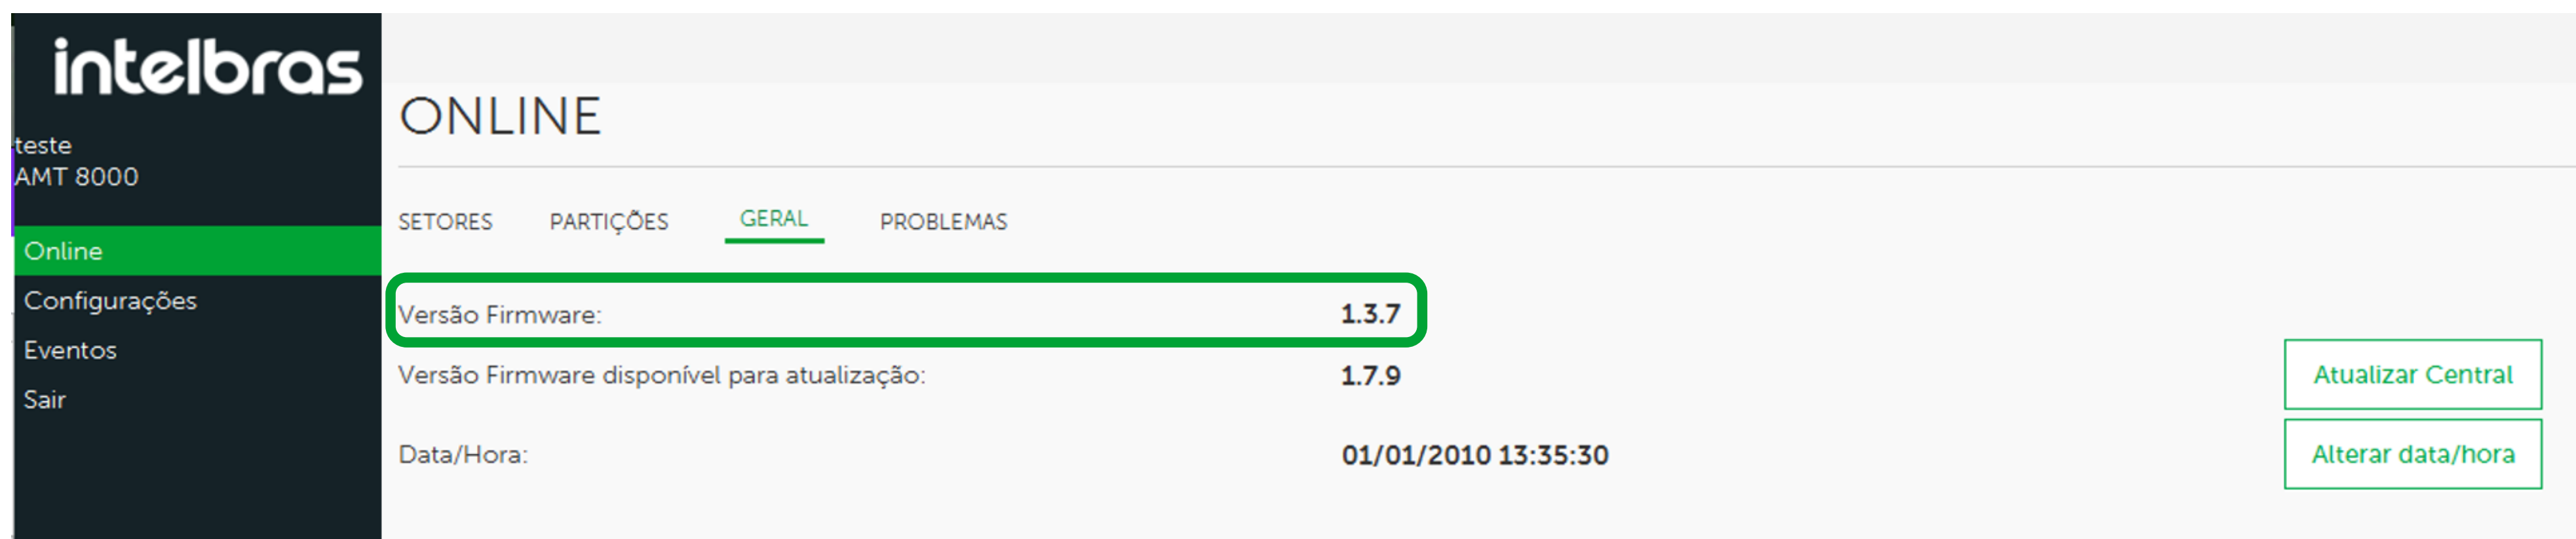 intelbras
teste
AMT 8000
Online
Configurações
Eventos
Sair
ONLINE
SETORES PARTIÇÕES GERAL PROBLEMAS
Versão Firmware: 1.3.7
Versão Firmware disponível para atualização: 1.7.9 Atualizar Central
Data/Hora: 01/01/2010 13:35:30 Alterar data/hora